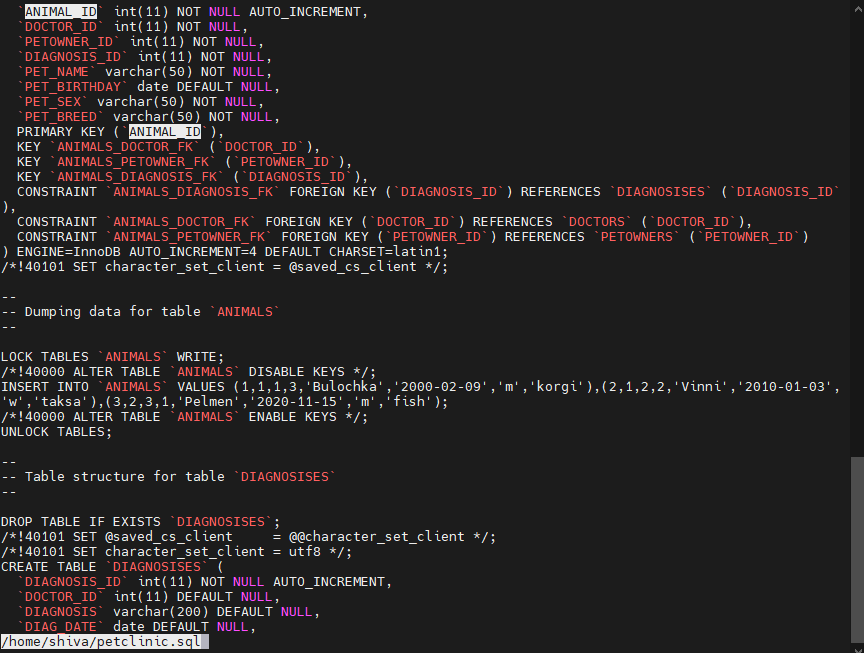 `ANIMAL_ID` int(11) NOT NULL AUTO_INCREMENT,
  `DOCTOR_ID` int(11) NOT NULL,
  `PETOWNER_ID` int(11) NOT NULL,
  `DIAGNOSIS_ID` int(11) NOT NULL,
  `PET_NAME` varchar(50) NOT NULL,
  `PET_BIRTHDAY` date DEFAULT NULL,
  `PET_SEX` varchar(50) NOT NULL,
  `PET_BREED` varchar(50) NOT NULL,
  PRIMARY KEY (`ANIMAL_ID`),
  KEY `ANIMALS_DOCTOR_FK` (`DOCTOR_ID`),
  KEY `ANIMALS_PETOWNER_FK` (`PETOWNER_ID`),
  KEY `ANIMALS_DIAGNOSIS_FK` (`DIAGNOSIS_ID`),
  CONSTRAINT `ANIMALS_DIAGNOSIS_FK` FOREIGN KEY (`DIAGNOSIS_ID`) REFERENCES `DIAGNOSISES` (`DIAGNOSIS_ID`
),
  CONSTRAINT `ANIMALS_DOCTOR_FK` FOREIGN KEY (`DOCTOR_ID`) REFERENCES `DOCTORS` (`DOCTOR_ID`),
  CONSTRAINT `ANIMALS_PETOWNER_FK` FOREIGN KEY (`PETOWNER_ID`) REFERENCES `PETOWNERS` (`PETOWNER_ID`)
) ENGINE=InnoDB AUTO_INCREMENT=4 DEFAULT CHARSET=latin1;
/*!40101 SET character_set_client = @saved_cs_client */;

--
-- Dumping data for table `ANIMALS`
--

LOCK TABLES `ANIMALS` WRITE;
/*!40000 ALTER TABLE `ANIMALS` DISABLE KEYS */;
INSERT INTO `ANIMALS` VALUES (1,1,1,3,'Bulochka','2000-02-09','m','korgi'),(2,1,2,2,'Vinni','2010-01-03',
'w','taksa'),(3,2,3,1,'Pelmen','2020-11-15','m','fish');
/*!40000 ALTER TABLE `ANIMALS` ENABLE KEYS */;
UNLOCK TABLES;

--
-- Table structure for table `DIAGNOSISES`
--

DROP TABLE IF EXISTS `DIAGNOSISES`;
/*!40101 SET @saved_cs_client     = @@character_set_client */;
/*!40101 SET character_set_client = utf8 */;
CREATE TABLE `DIAGNOSISES` (
  `DIAGNOSIS_ID` int(11) NOT NULL AUTO_INCREMENT,
  `DOCTOR_ID` int(11) DEFAULT NULL,
  `DIAGNOSIS` varchar(200) DEFAULT NULL,
  `DIAG_DATE` date DEFAULT NULL,
/home/shiva/petclinic.sql